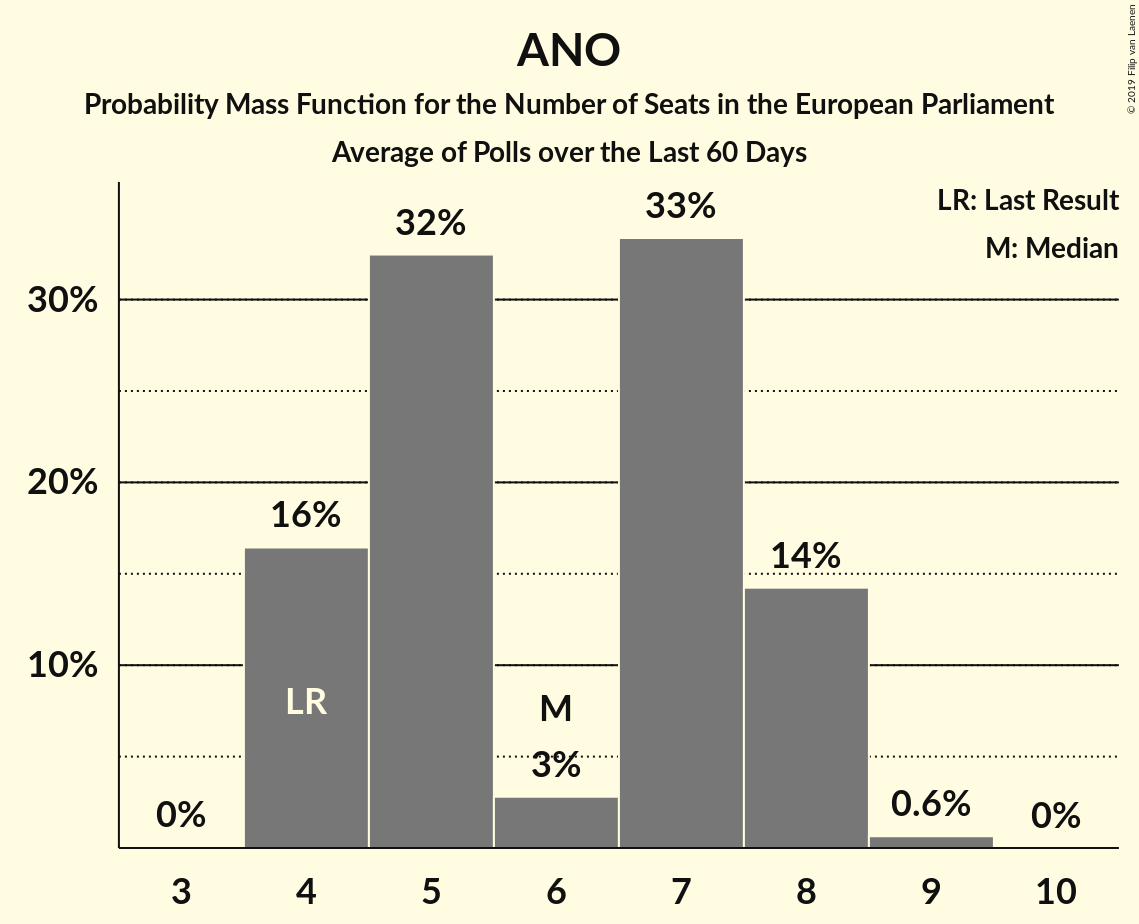 ANO
Probability Mass Function for the Number of Seats in the European Parliament
Average of Polls over the Last 60 Days
© 2019 Filip van Laenen
LR: Last Result
M: Median
30%
20%
10%
0%
16%
32%
3%
33%
14%
0.6%
0%
LR
M
3 4 5 6 7 8 9 10